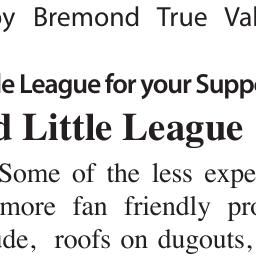 by Bremond True Val
le League for your Suppo
d Little League
Some of the less expe
more fan friendly pro
ude, roofs on dugouts,